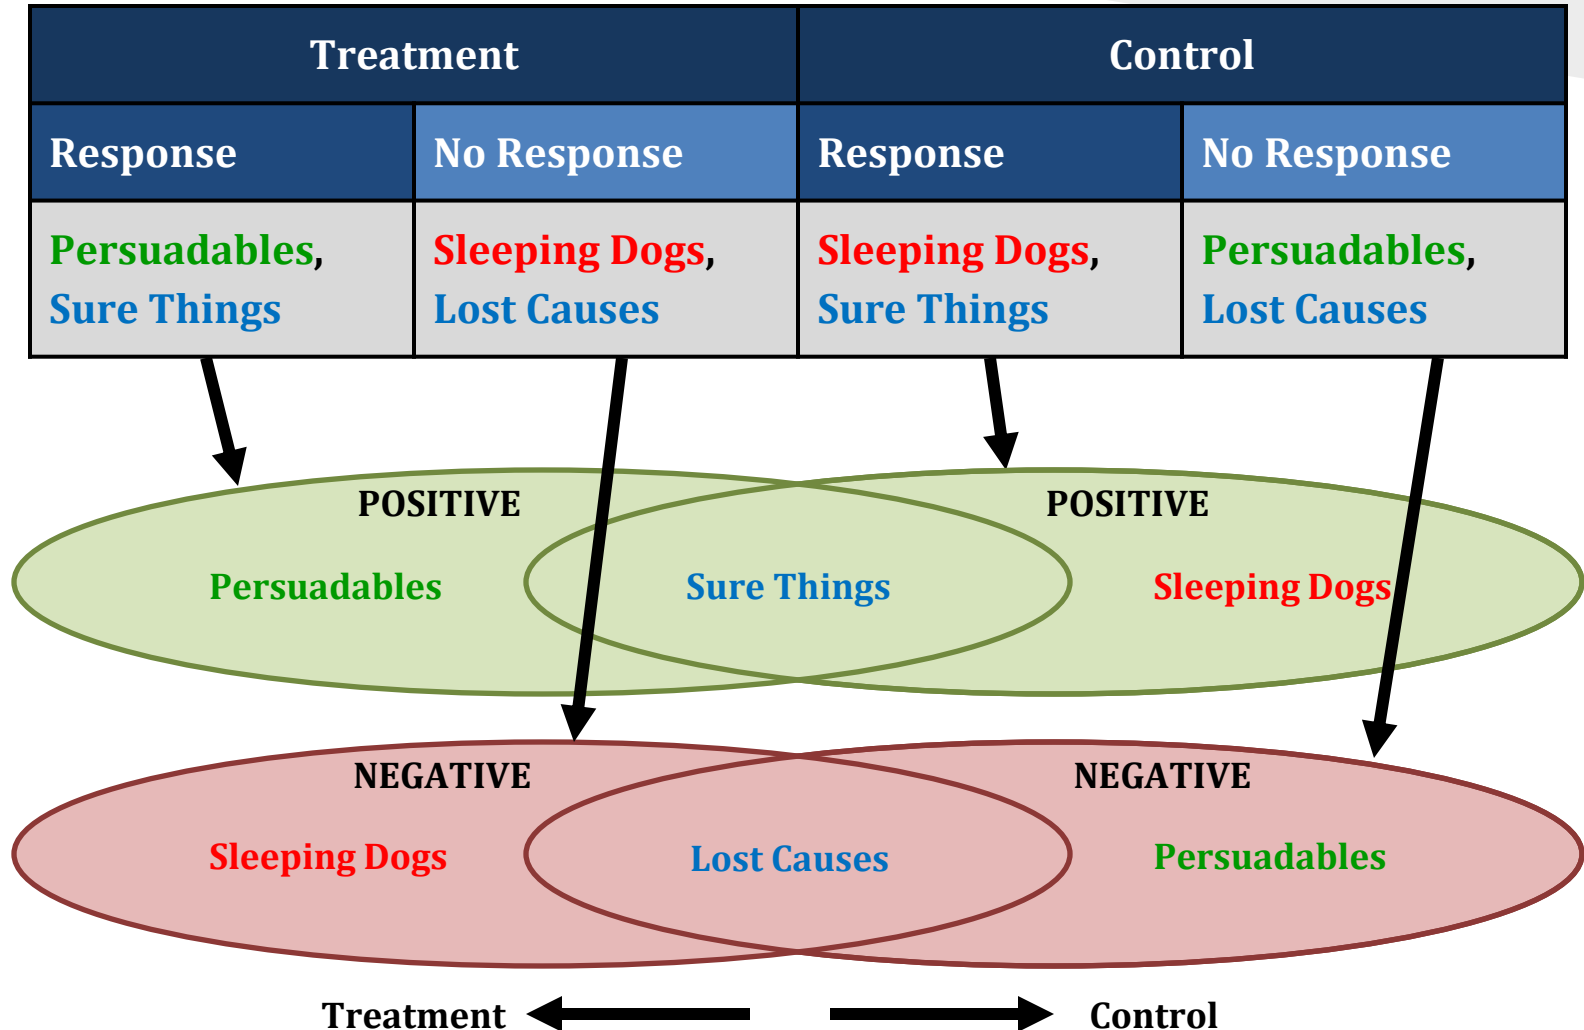 Treatment
Control
Response
No Response
Response
No Response
Persuadables,
Sure Things
Sleeping Dogs,
Lost Causes
Sleeping Dogs,
Sure Things
Persuadables,
Lost Causes
POSITIVE
POSITIVE
Persuadables
Sure Things
Sleeping Dogs
NEGATIVE
NEGATIVE
Sleeping Dogs
Lost Causes
Persuadables
Treatment
Control